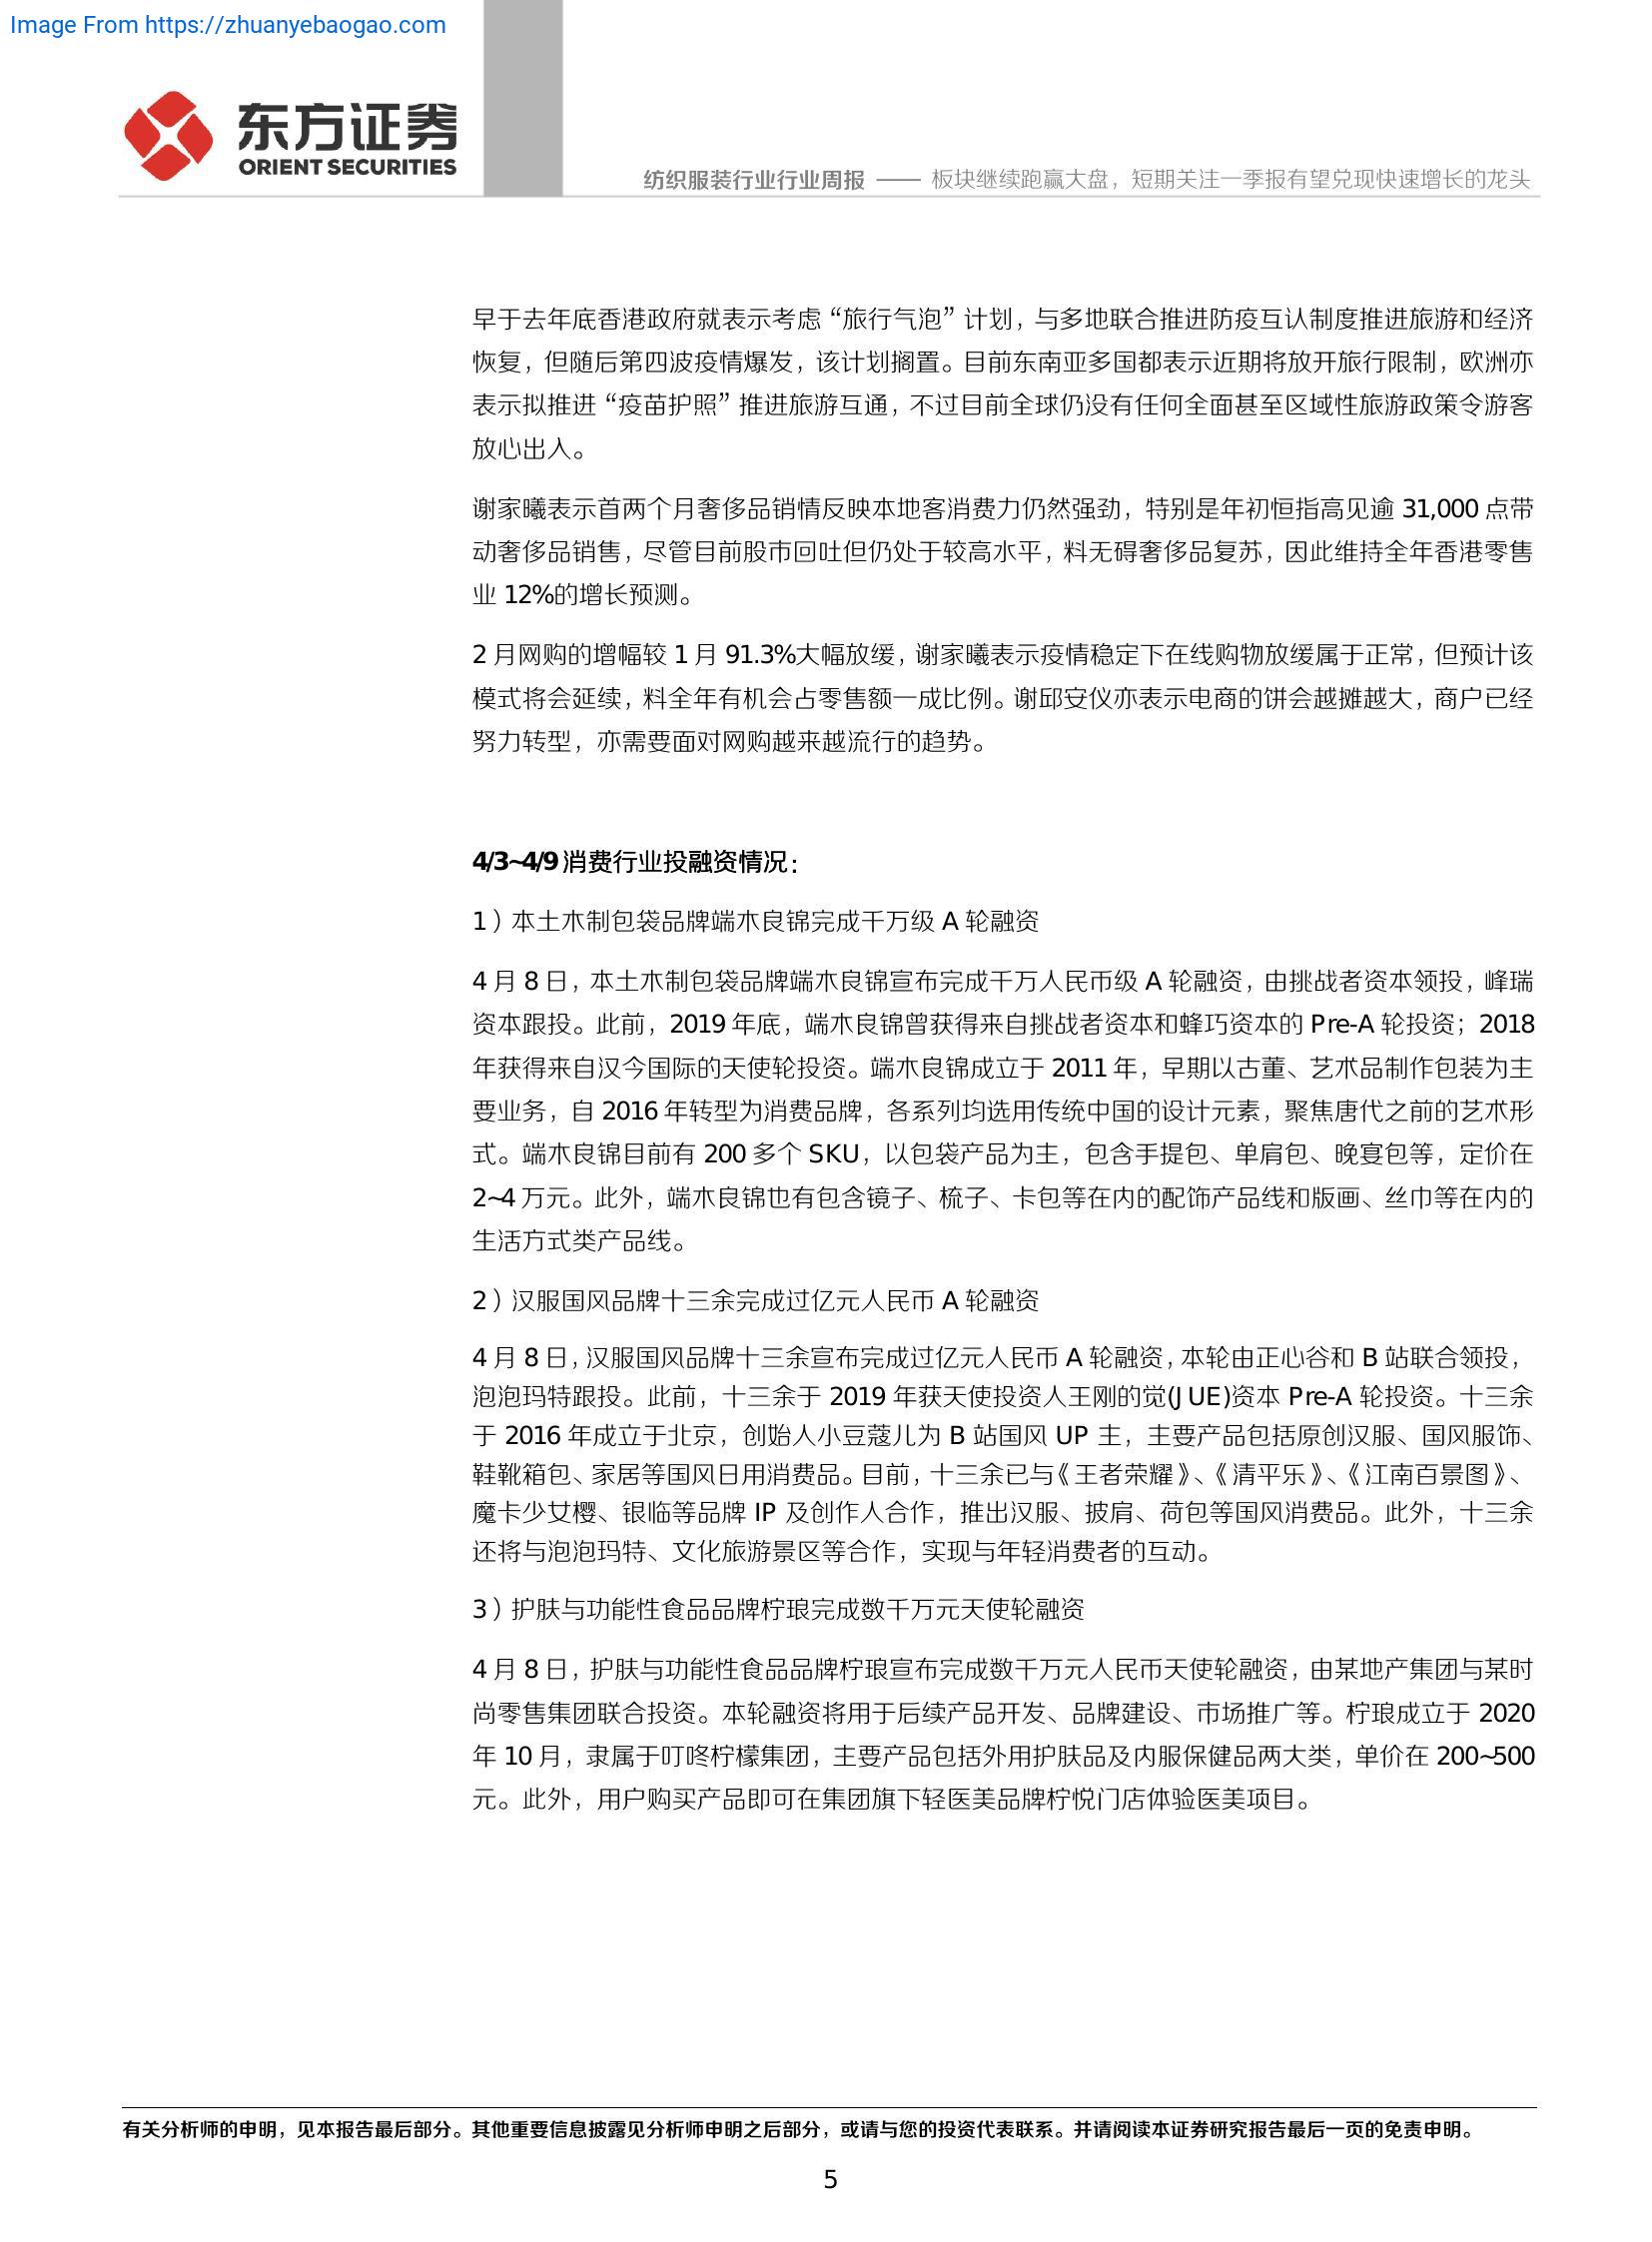 Image From https://zhuanyebaogao.com
东方证券
ORIENT SECURITIES
纺织服装行业行业周报 —— 板块继续跑赢大盘，短期关注一季报有望兑现快速增长的龙头
早于去年底香港政府就表示考虑“旅行气泡”计划，与多地联合推进防疫互认制度推进旅游和经济
恢复，但随后第四波疫情爆发，该计划搁置。目前东南亚多国都表示近期将放开旅行限制，欧洲亦
表示拟推进“疫苗护照”推进旅游互通，不过目前全球仍没有任何全面甚至区域性旅游政策令游客
放心出入。
谢家曦表示首两个月奢侈品销情反映本地客消费力仍然强劲，特别是年初恒指高见逾 31,000 点带
动奢侈品销售，尽管目前股市回吐但仍处于较高水平，料无碍奢侈品复苏，因此维持全年香港零售
业 12%的增长预测。
2 月网购的增幅较 1 月 91.3%大幅放缓，谢家曦表示疫情稳定下在线购物放缓属于正常，但预计该
模式将会延续，料全年有机会占零售额一成比例。谢邱安仪亦表示电商的饼会越摊越大，商户已经
努力转型，亦需要面对网购越来越流行的趋势。
4/3~4/9 消费行业投融资情况：
1）本土木制包袋品牌端木良锦完成千万级 A 轮融资
4 月 8 日，本土木制包袋品牌端木良锦宣布完成千万人民币级 A 轮融资，由挑战者资本领投，峰瑞
资本跟投。此前，2019 年底，端木良锦曾获得来自挑战者资本和蜂巧资本的 Pre-A 轮投资；2018
年获得来自汉今国际的天使轮投资。端木良锦成立于 2011 年，早期以古董、艺术品制作包装为主
要业务，自 2016 年转型为消费品牌，各系列均选用传统中国的设计元素，聚焦唐代之前的艺术形
式。端木良锦目前有 200 多个 SKU，以包袋产品为主，包含手提包、单肩包、晚宴包等，定价在
2~4 万元。此外，端木良锦也有包含镜子、梳子、卡包等在内的配饰产品线和版画、丝巾等在内的
生活方式类产品线。
2）汉服国风品牌十三余完成过亿元人民币 A 轮融资
4 月 8 日，汉服国风品牌十三余宣布完成过亿元人民币 A 轮融资，本轮由正心谷和 B 站联合领投，
泡泡玛特跟投。此前，十三余于 2019 年获天使投资人王刚的觉(JUE)资本 Pre-A 轮投资。十三余
于 2016 年成立于北京，创始人小豆蔻儿为 B 站国风 UP 主，主要产品包括原创汉服、国风服饰、
鞋靴箱包、家居等国风日用消费品。目前，十三余已与《王者荣耀》、《清平乐》、《江南百景图》、
魔卡少女樱、银临等品牌 IP 及创作人合作，推出汉服、披肩、荷包等国风消费品。此外，十三余
还将与泡泡玛特、文化旅游景区等合作，实现与年轻消费者的互动。
3）护肤与功能性食品品牌柠琅完成数千万元天使轮融资
4 月 8 日，护肤与功能性食品品牌柠琅宣布完成数千万元人民币天使轮融资，由某地产集团与某时
尚零售集团联合投资。本轮融资将用于后续产品开发、品牌建设、市场推广等。柠琅成立于 2020
年 10 月，隶属于叮咚柠檬集团，主要产品包括外用护肤品及内服保健品两大类，单价在 200~500
元。此外，用户购买产品即可在集团旗下轻医美品牌柠悦门店体验医美项目。
有关分析师的申明，见本报告最后部分。其他重要信息披露见分析师申明之后部分，或请与您的投资代表联系。并请阅读本证券研究报告最后一页的免责申明。
5